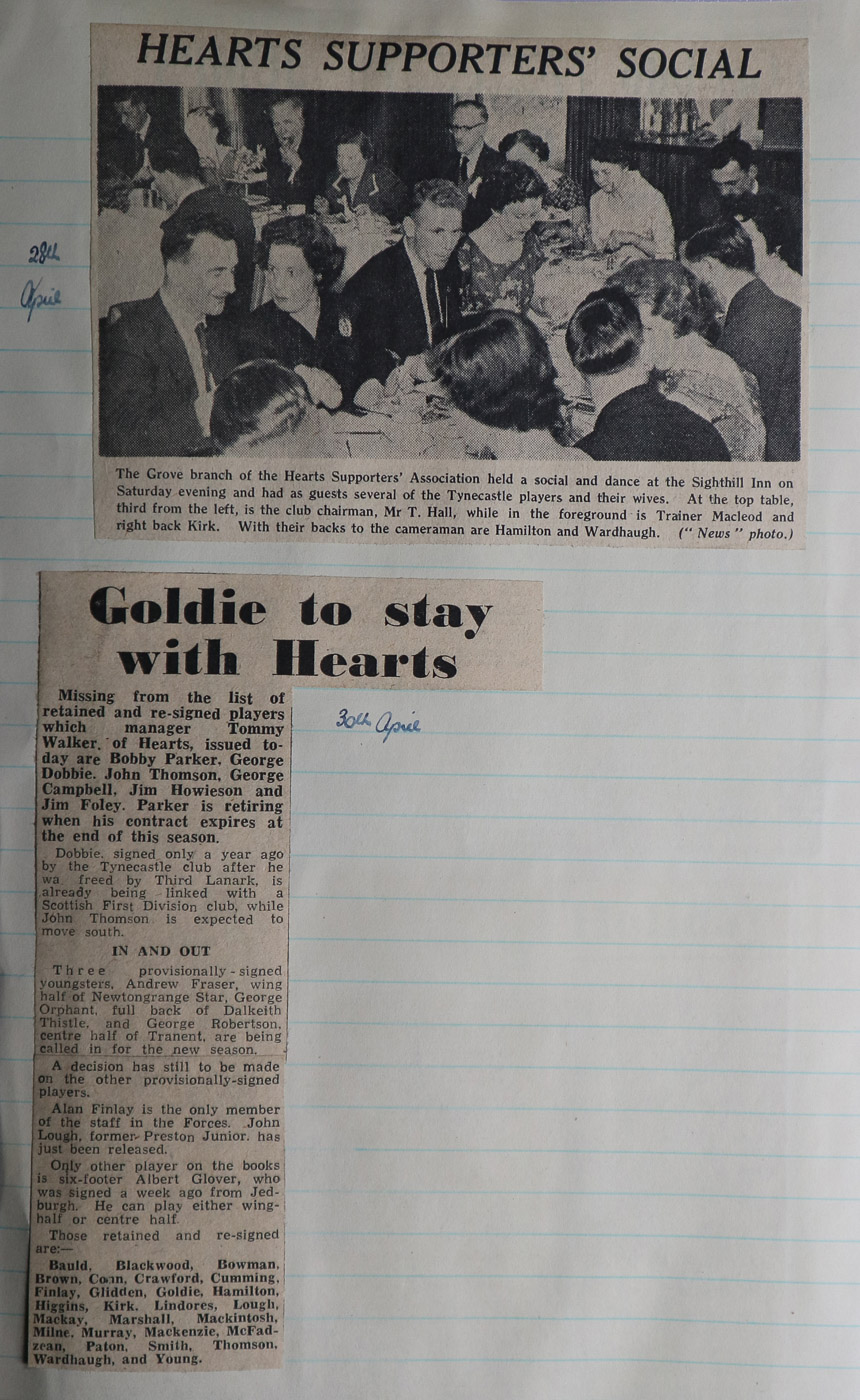 HEARTS SUPPORTERS' SOCIAL
28th
April
The Grove branch of the Hearts Supporters' Association held a social and dance at the Sighthill Inn on
Saturday evening and had as guests several of the Tynecastle players and their wives. At the top table,
third from the left, is the club chairman, Mr T. Hall, while in the foreground is Trainer Macleod and
right back Kirk. With their backs to the cameraman are Hamilton and Wardhaugh. (" News " photo.)
Goldie to stay
with Hearts
30th April
Missing from the list of
retained and re-signed players
which manager Tommy
Walker, of Hearts, issued to-
day are Bobby Parker, George
Dobbie. John Thomson, George
Campbell, Jim Howieson and
Jim Foley. Parker is retiring
when his contract expires at
the end of this season.
Dobbie, signed only a year ago
by the Tynecastle club after he
wa freed by Third Lanark, is
already being linked with a
Scottish First Division club, while
John Thomson is expected to
move south.
IN AND OUT
Three provisionally-signed
youngsters, Andrew Fraser, wing
half of Newtongrange Star, George
Orphant, full back of Dalkeith
Thistle, and George Robertson,
centre half of Tranent, are being
called in for the new season.
A decision has still to be made
on the other provisionally-signed
players.
Alan Finlay is the only member
of the staff in the Forces. John
Lough, former Preston Junior, has
just been released.
Only other player on the books
is six-footer Albert Glover, who
was signed a week ago from Jed-
burgh. He can play either wing-
half or centre half.
Those retained and re-signed
are:—
Bauld, Blackwood, Bowman,
Brown, Conn, Crawford, Cumming,
Finlay, Glidden, Goldie, Hamilton,
Higgins, Kirk, Lindores, Lough,
Mackay, Marshall, Mackintosh,
Milne, Murray, Mackenzie, McFad-
zean, Paton, Smith, Thomson,
Wardhaugh, and Young.